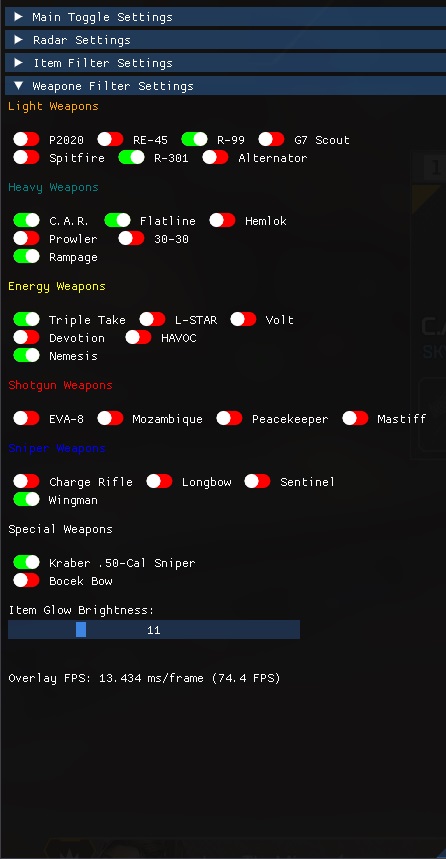 Main Toggle Settings
Radar Settings
Item Filter Settings
Weapone Filter Settings
Light Weapons
P2020 RE-45 R-99 G7 Scout
Spitfire R-301 Alternator
Heavy Weapons
C.A.R. Flatline Hemlok
Prowler 30-30
Rampage
Energy Weapons
Triple Take L-STAR Volt
Devotion HAVOC
Nemesis
Shotgun Weapons
EVA-8 Mozambique Peacekeeper Mastiff
Sniper Weapons
Charge Rifle Longbow Sentinel
Wingman
Special Weapons
Kraber .50-Cal Sniper
Bocek Bow
Item Glow Brightness:
11
Overlay FPS: 13.434 ms/frame (74.4 FPS)